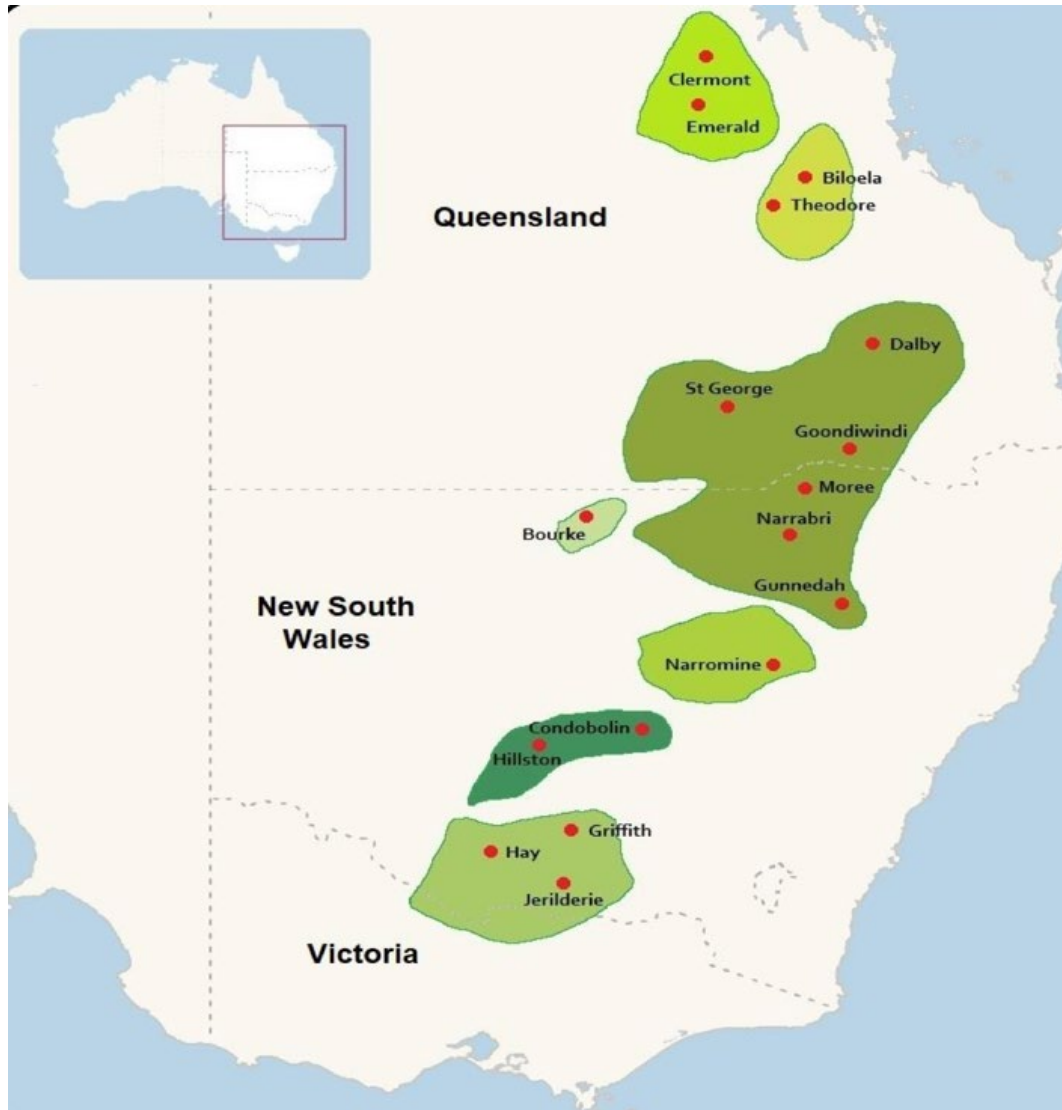 Clermont
Emerald
Biloela
Theodore
Queensland
Dalby
St George
Goondiwindi
Moree
Narrabri
Bourke
Gunnedah
New South
Wales
Narromine
Condobolin
Hillston
Griffith
Hay
Jerilderie
Victoria